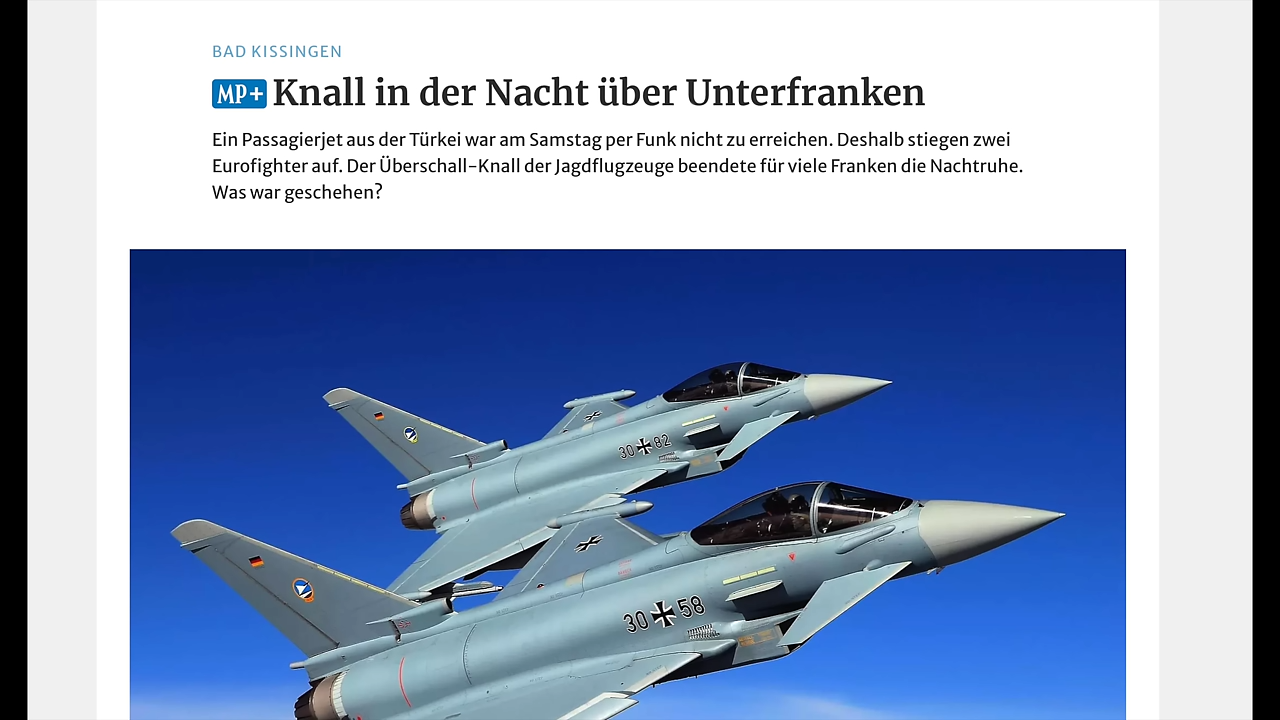 BAD KISSINGEN
MP+ Knall in der Nacht über Unterfranken
Ein Passagierjet aus der Türkei war am Samstag per Funk nicht zu erreichen. Deshalb stiegen zwei
Eurofighter auf. Der Überschall-Knall der Jagdflugzeuge beendete für viele Franken die Nachtruhe.
Was war geschehen?
30 82
30 58